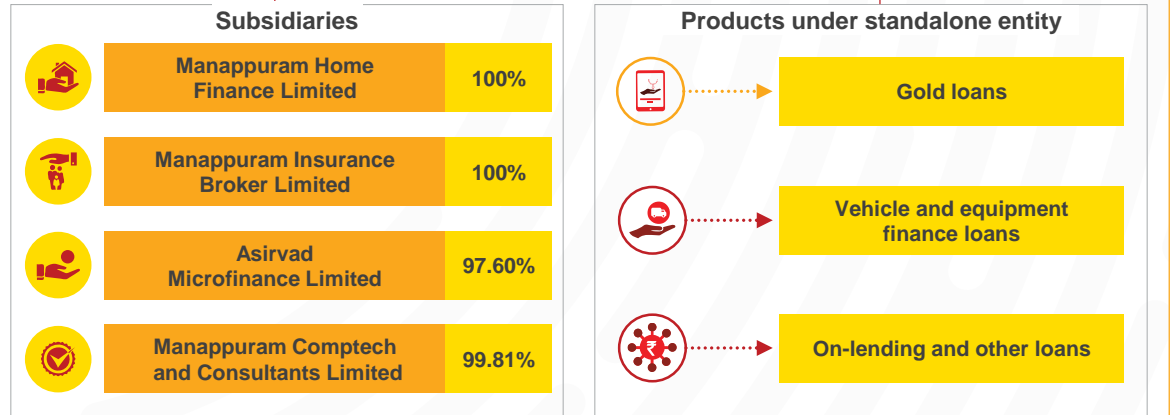 Subsidiaries
Manappuram Home
Finance Limited
100%
Manappuram Insurance
Broker Limited
100%
Asirvad
Microfinance Limited
97.60%
Manappuram Comptech
and Consultants Limited
99.81%
Products under standalone entity
Gold loans
Vehicle and equipment
finance loans
₹
On-lending and other loans